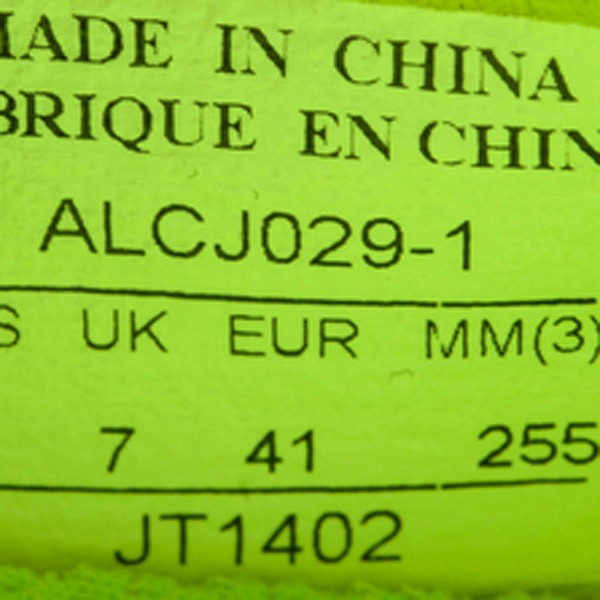 MADE IN CHINA
BRIQUE EN CHIN
ALCJ029-1
S UK EUR MM(3)
7 41 255
JT1402